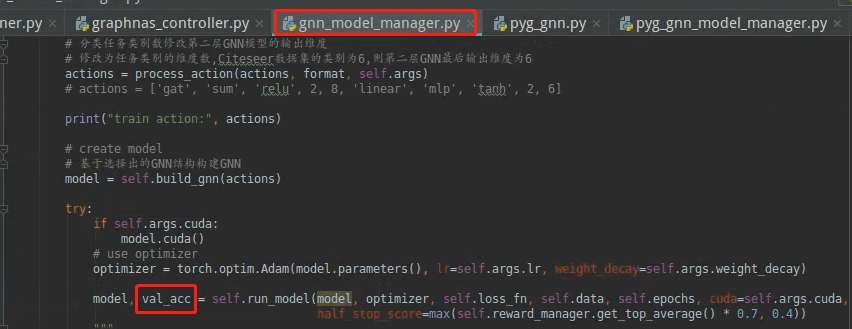 ner.py × graphnas_controller.py × gnn_model_manager.py × pyg_gnn.py × pyg_gnn_model_manager.py ×
# 分类任务类别数修改第二层GNN模型的输出维度
# 修改为任务类别的维度数,Citeseer数据集的类别为6,则第二层GNN最后输出维度为6
actions = process_action(actions, format, self.args)
# actions = ['gat', 'sum', 'relu', 2, 8, 'linear', 'mlp', 'tanh', 2, 6]
print("train action:", actions)
# create model
# 基于选择出的GNN结构构建GNN
model = self.build_gnn(actions)
try:
if self.args.cuda:
model.cuda()
# use optimizer
optimizer = torch.optim.Adam(model.parameters(), lr=self.args.lr, weight_decay=self.args.weight_decay)
model, val_acc = self.run_model(model, optimizer, self.loss_fn, self.data, self.epochs, cuda=self.args.cuda,
half_stop_score=max(self.reward_manager.get_top_average() * 0.7, 0.4))
"""